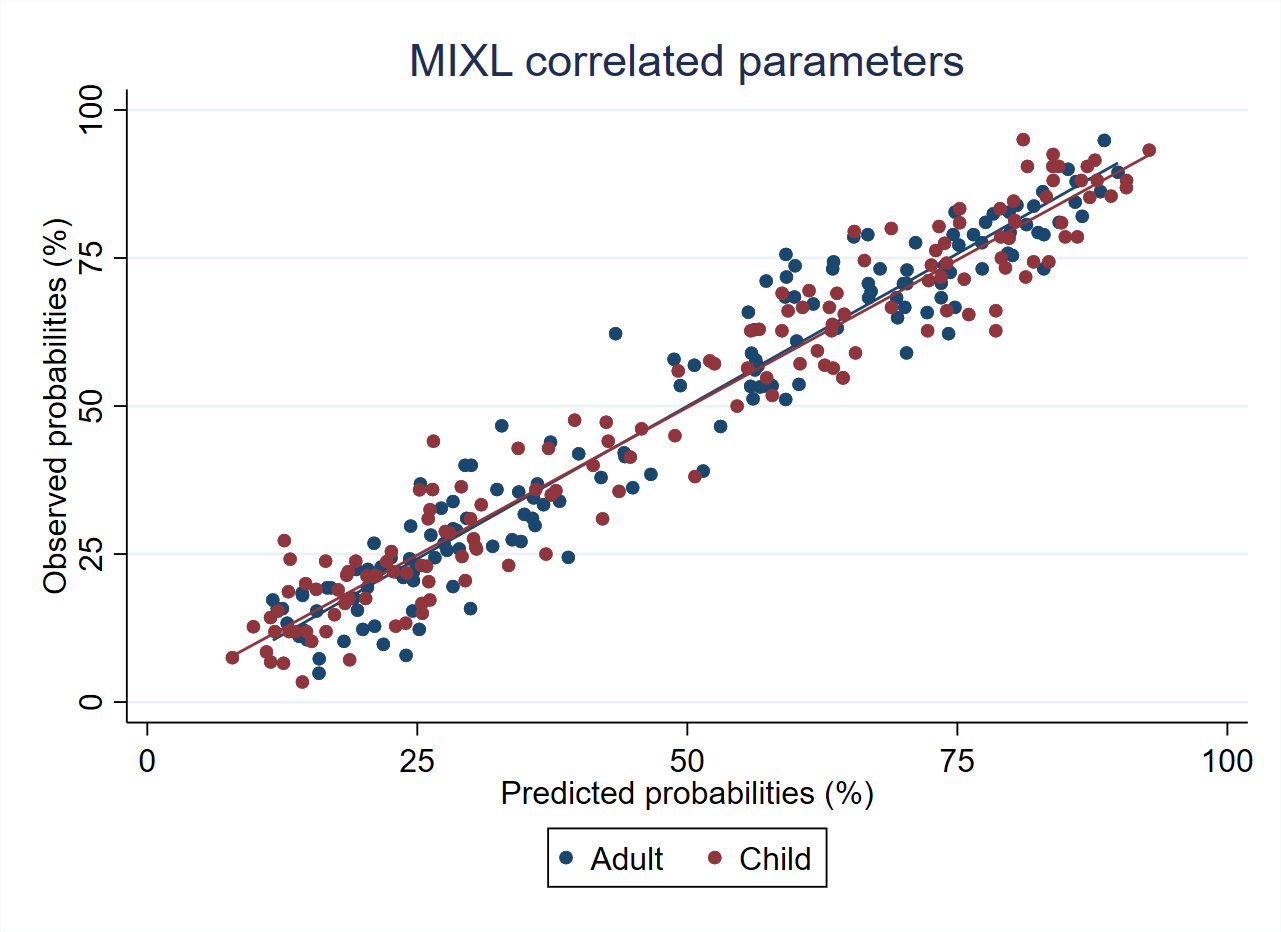 MIXL correlated parameters
Observed probabilities (%)
100
75
50
25
0
0 25 50 75 100
Predicted probabilities (%)
Adult Child